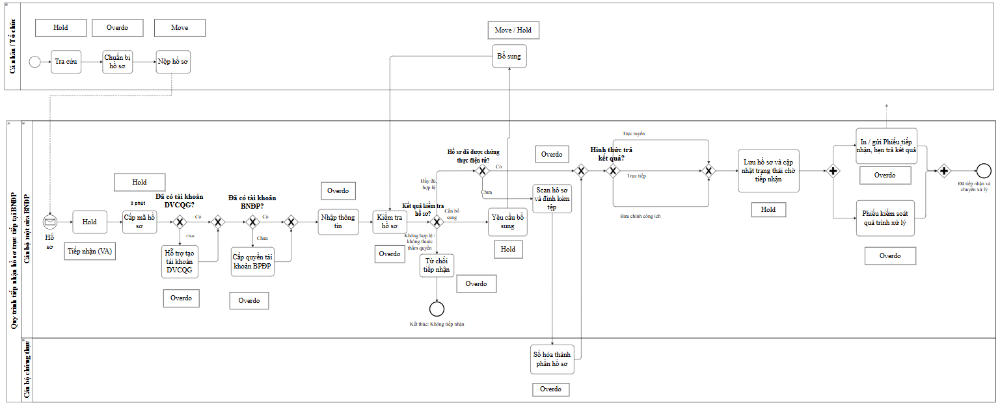 Cá nhân / Tổ chức
Hold
Overdo
Move
Tra cứu
Chuẩn bị
hồ sơ
Nộp hồ sơ
Move / Hold
Bổ sung
Quy trình tiếp nhận hồ sơ trực tiếp tại BNĐP
Cán bộ một cửa BNĐP
Hồ
sơ
Hold
Tiếp nhận (VA)
Hold
3 phút
Cấp mã hồ
sơ
Đã có tài khoản
DVCQG?
Có
Chưa
Hỗ trợ tạo
tài khoản
DVCQG
Overdo
Đã có tài khoản
BNĐP?
Có
Chưa
Cấp quyền tài
khoản BPĐP
Overdo
Overdo
Nhập thông
tin
Kiểm tra
hồ sơ
Overdo
Kết quả kiểm tra
hồ sơ?
Đầy đủ,
hợp lệ
Cần bổ
sung
Không hợp lệ /
không thuộc
thẩm quyền
Từ chối
tiếp nhận
Overdo
Kết thúc: Không tiếp nhận
Yêu cầu bổ
sung
Hold
Hồ sơ đã được chứng
thực điện tử?
Có
Chưa
Overdo
Scan hồ sơ
và đính kèm
tệp
Hình thức trả
kết quả?
Trực tuyến
Trực tiếp
Bưu chính công ích
Lưu hồ sơ và cập
nhật trạng thái chờ
tiếp nhận
Hold
In / gửi Phiếu tiếp
nhận, hẹn trả kết quả
Overdo
Phiếu kiểm soát
quá trình xử lý
Overdo
Đã tiếp nhận và
chuyển xử lý
Cán bộ chứng thực
Số hóa thành
phần hồ sơ
Overdo